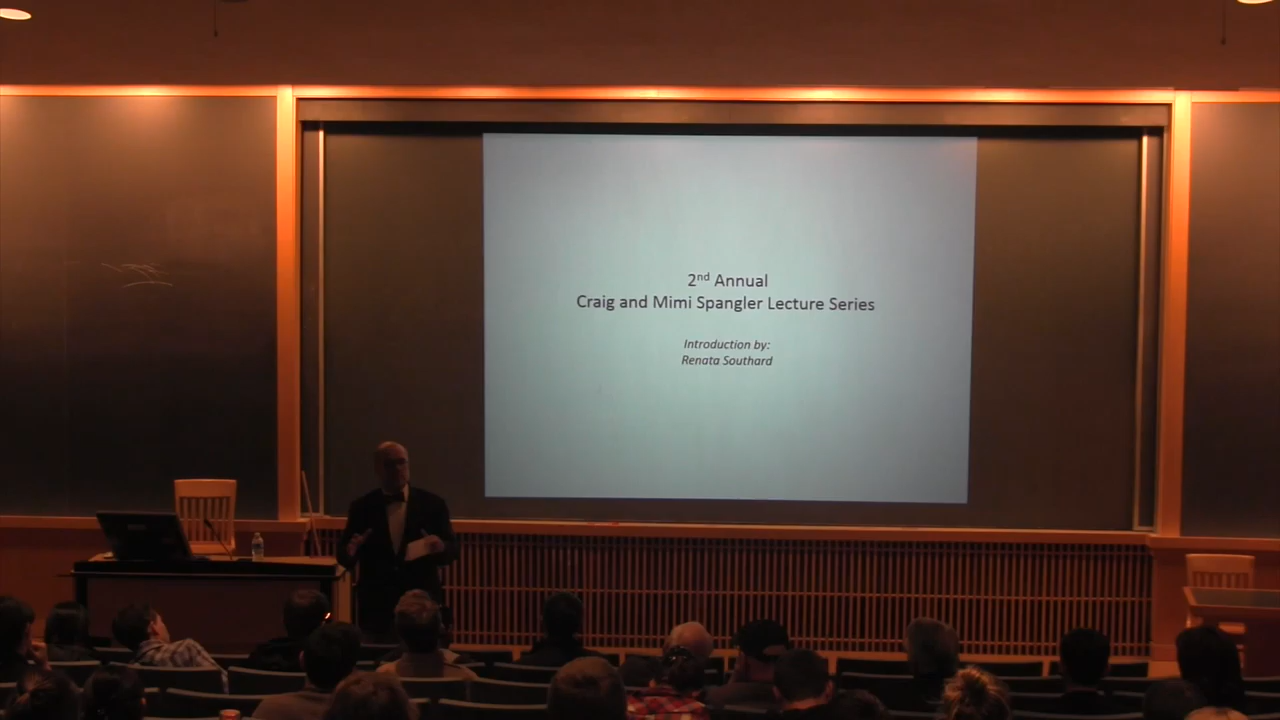 2nd Annual
Craig and Mimi Spangler Lecture Series
Introduction by:
Renata Southard